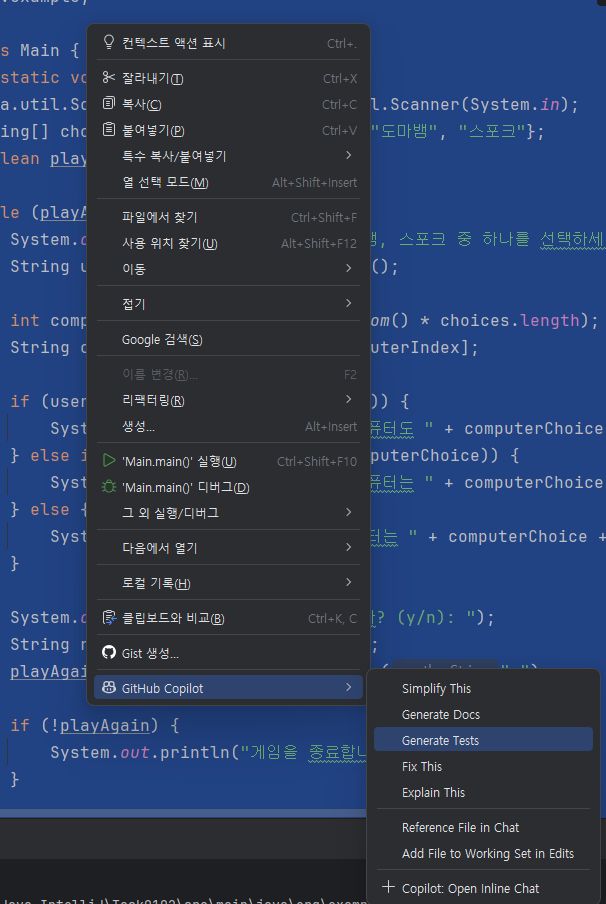 s Main {
컨텍스트 액션 표시 Ctrl+.
static vo
잘라내기(T) Ctrl+X
a.util.Sc
복사(C) Ctrl+C
l.Scanner(System.in);
ing[] cho
붙여넣기(P) Ctrl+V
"도마뱀", "스포크"};
lean play
특수 복사/붙여넣기
열 선택 모드(M) Alt+Shift+Insert
le (playA
파일에서 찾기 Ctrl+Shift+F
System.o
사용 위치 찾기(U) Alt+Shift+F12
, 스포크 중 하나를 선택하세
String u
이동
();
접기
int comp
om() * choices.length);
String c
Google 검색(S)
uterIndex];
이름 변경(R)... F2
if (user
리팩터링(R)
)) {
Syst
생성... Alt+Insert
퓨터도 " + computerChoice
} else i
'Main.main()' 실행(U) Ctrl+Shift+F10
puterChoice)) {
Syst
'Main.main()' 디버그(D)
퓨터는 " + computerChoice
} else {
그 외 실행/디버그
Syst
다음에서 열기
터는 " + computerChoice +
}
로컬 기록(H)
System.o
클립보드와 비교(B) Ctrl+K, C
? (y/n): ");
String r
Gist 생성...
;
playAgai
GitHub Copilot
Simplify This
Generate Docs
if (!playAgain) {
Generate Tests
System.out.println("게임을 종료합니
Fix This
}
Explain This
Reference File in Chat
Add File to Working Set in Edits
Copilot: Open Inline Chat